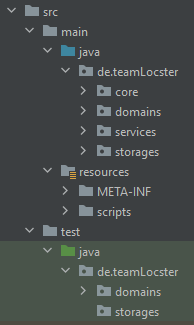 src
main
java
de.teamLocster
core
domains
services
storages
resources
META-INF
scripts
test
java
de.teamLocster
domains
storages